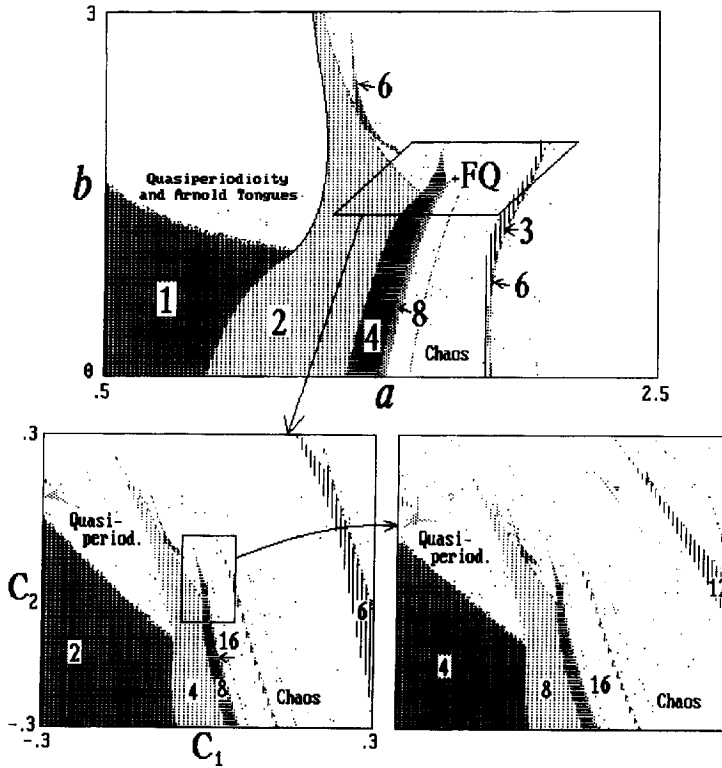 3
6
b
Quasiperiodicity
and Arnold Tongues
FQ
3
1
2
4
8
6
Chaos
0
.5
a
2.5
.3
Quasi-
period.
C2
2
4
8
16
6
Chaos
-.3
-.3
C1
.3
Quasi-
period.
4
8
16
12
Chaos